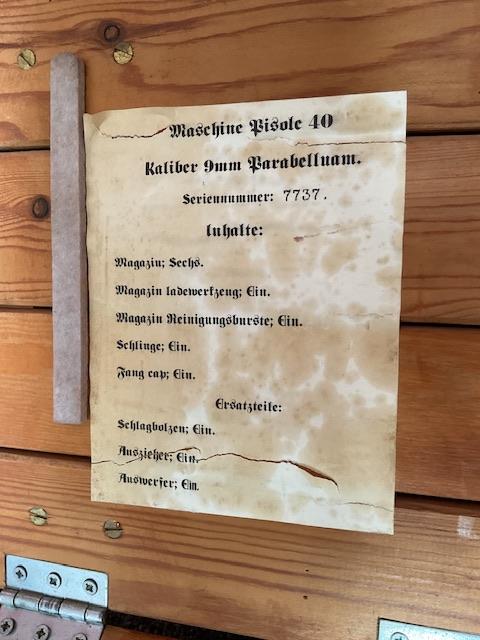 Maschine Pisole 40
Kaliber 9mm Parabelluam.
Seriennummer: 7737.
Inhalte:
Magazin; Sechs.
Magazin ladewerkzeug; Ein.
Magazin Reinigungsburste; Ein.
Schlinge; Ein.
Fang cap; Ein.
Ersatzteile:
Schlagbolzen; Ein.
Auszieher; Ein.
Auswerfer; Ein.